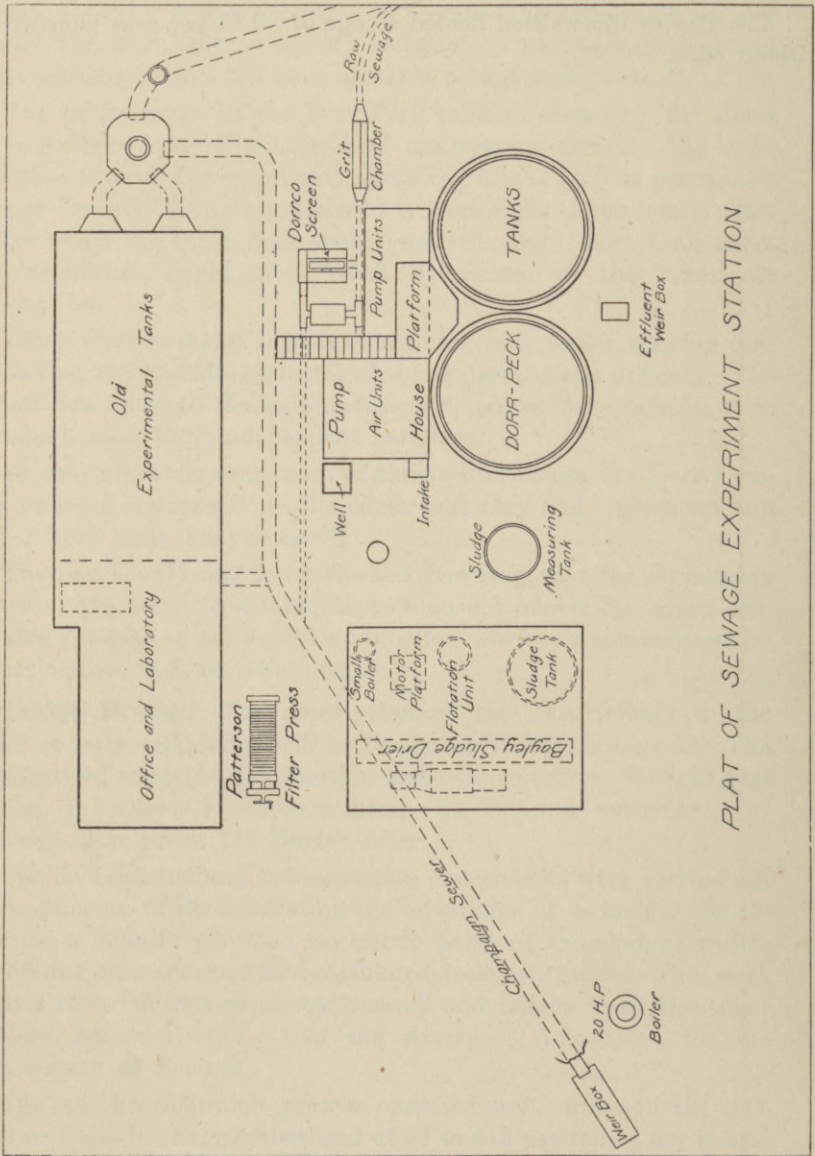 Raw
Sewage
Grit
Chamber
Dorrco
Screen
Old
Experimental Tanks
Pump Units
Platform
TANKS
Pump
Air Units
House
DORR-PECK
Effluent
Weir Box
Well
Intake
Sludge
Measuring
Tank
Office and Laboratory
Patterson
Filter Press
Small
Boiler
Motor
Platform
Flotation
Unit
Sludge
Tank
Bayley Sludge Drier
Champaign Sewer
20 H.P
Boiler
Weir Box
PLAT OF SEWAGE EXPERIMENT STATION